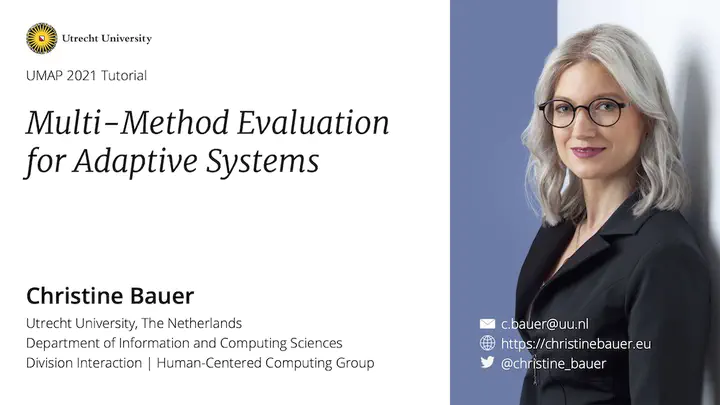 Utrecht University
UMAP 2021 Tutorial
Multi-Method Evaluation
for Adaptive Systems
Christine Bauer
Utrecht University, The Netherlands
Department of Information and Computing Sciences
Division Interaction | Human-Centered Computing Group
c.bauer@uu.nl
https://christinebauer.eu
@christine_bauer